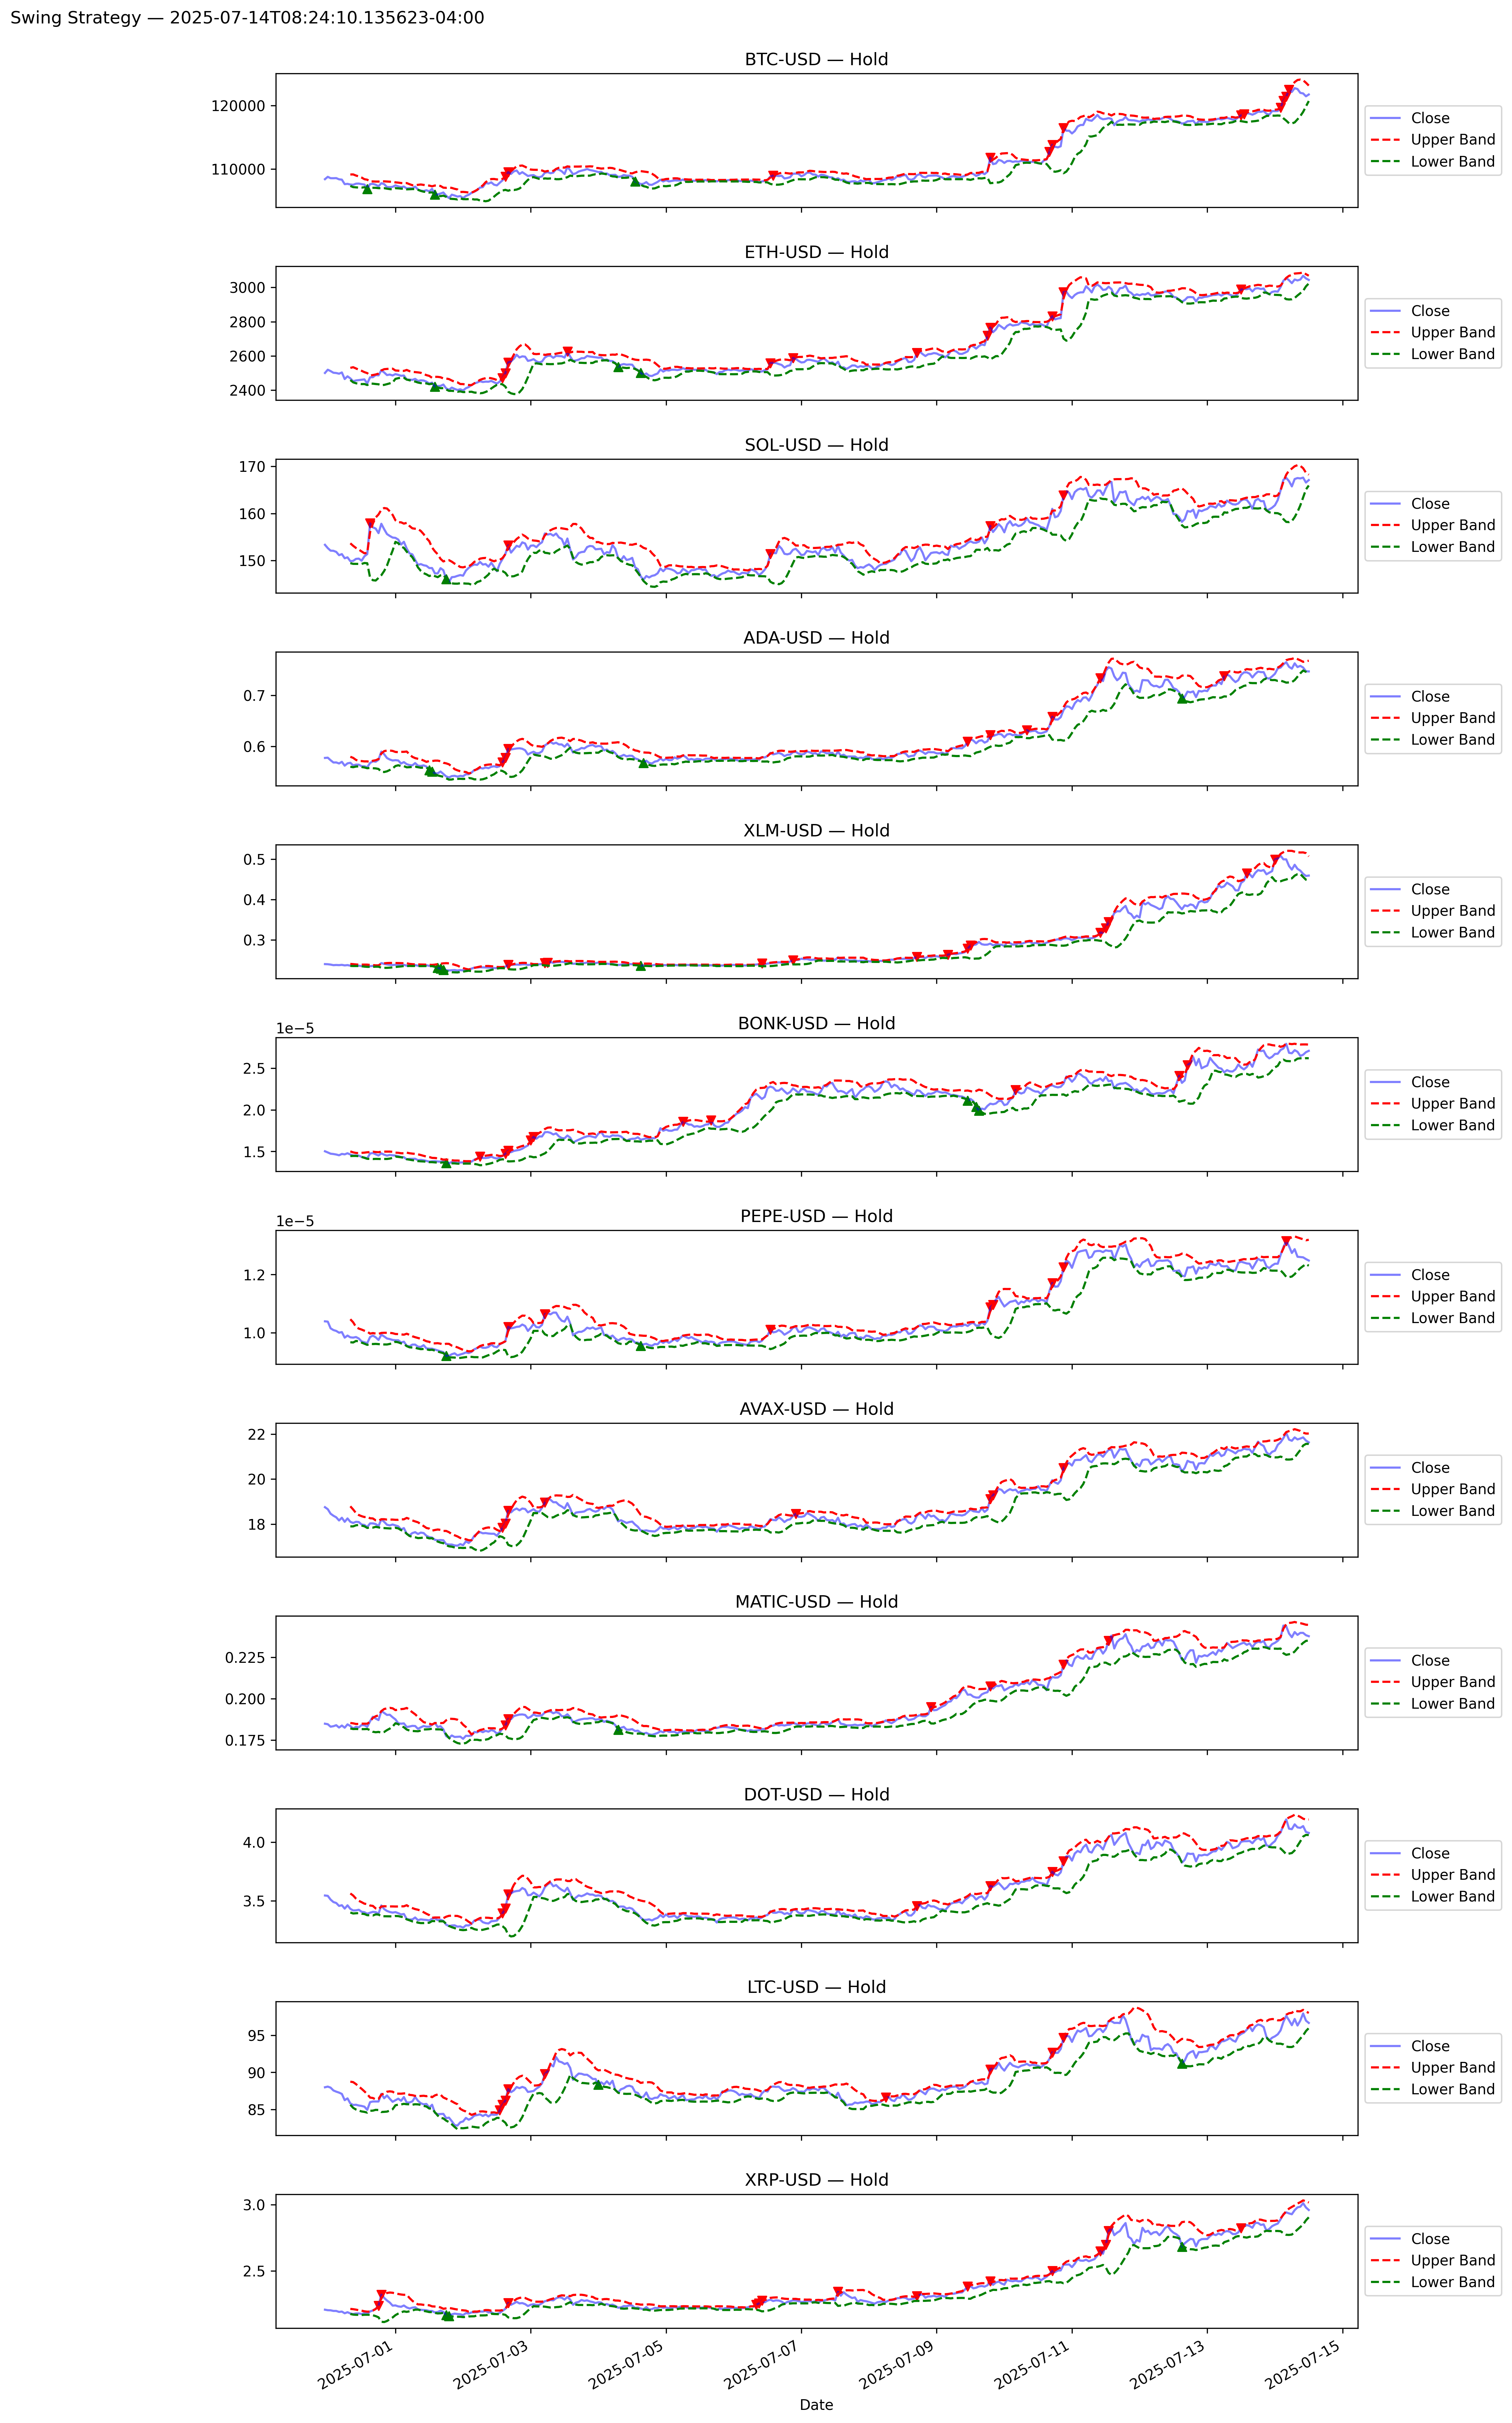 Swing Strategy — 2025-07-14T08:24:10.135623-04:00
BTC-USD — Hold
120000
110000
Close
Upper Band
Lower Band
ETH-USD — Hold
3000
2800
2600
2400
Close
Upper Band
Lower Band
SOL-USD — Hold
170
160
150
Close
Upper Band
Lower Band
ADA-USD — Hold
0.7
0.6
Close
Upper Band
Lower Band
XLM-USD — Hold
0.5
0.4
0.3
Close
Upper Band
Lower Band
BONK-USD — Hold
1e−5
2.5
2.0
1.5
Close
Upper Band
Lower Band
PEPE-USD — Hold
1e−5
1.2
1.0
Close
Upper Band
Lower Band
AVAX-USD — Hold
22
20
18
Close
Upper Band
Lower Band
MATIC-USD — Hold
0.225
0.200
0.175
Close
Upper Band
Lower Band
DOT-USD — Hold
4.0
3.5
Close
Upper Band
Lower Band
LTC-USD — Hold
95
90
85
Close
Upper Band
Lower Band
XRP-USD — Hold
3.0
2.5
Close
Upper Band
Lower Band
2025-07-01
2025-07-03
2025-07-05
2025-07-07
2025-07-09
2025-07-11
2025-07-13
2025-07-15
Date